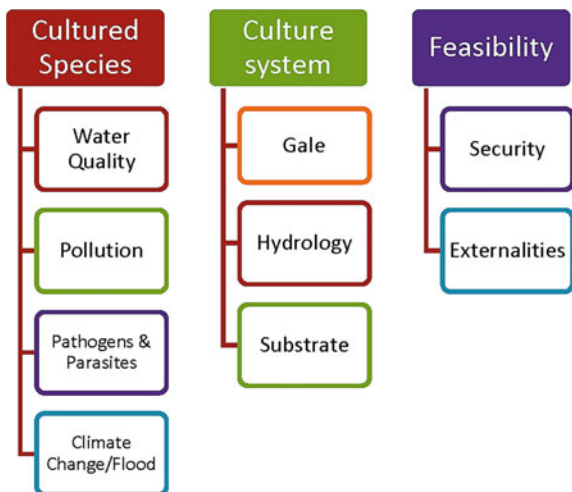 Cultured
Species
Water
Quality
Pollution
Pathogens &
Parasites
Climate
Change/Flood
Culture
system
Gale
Hydrology
Substrate
Feasibility
Security
Externalities